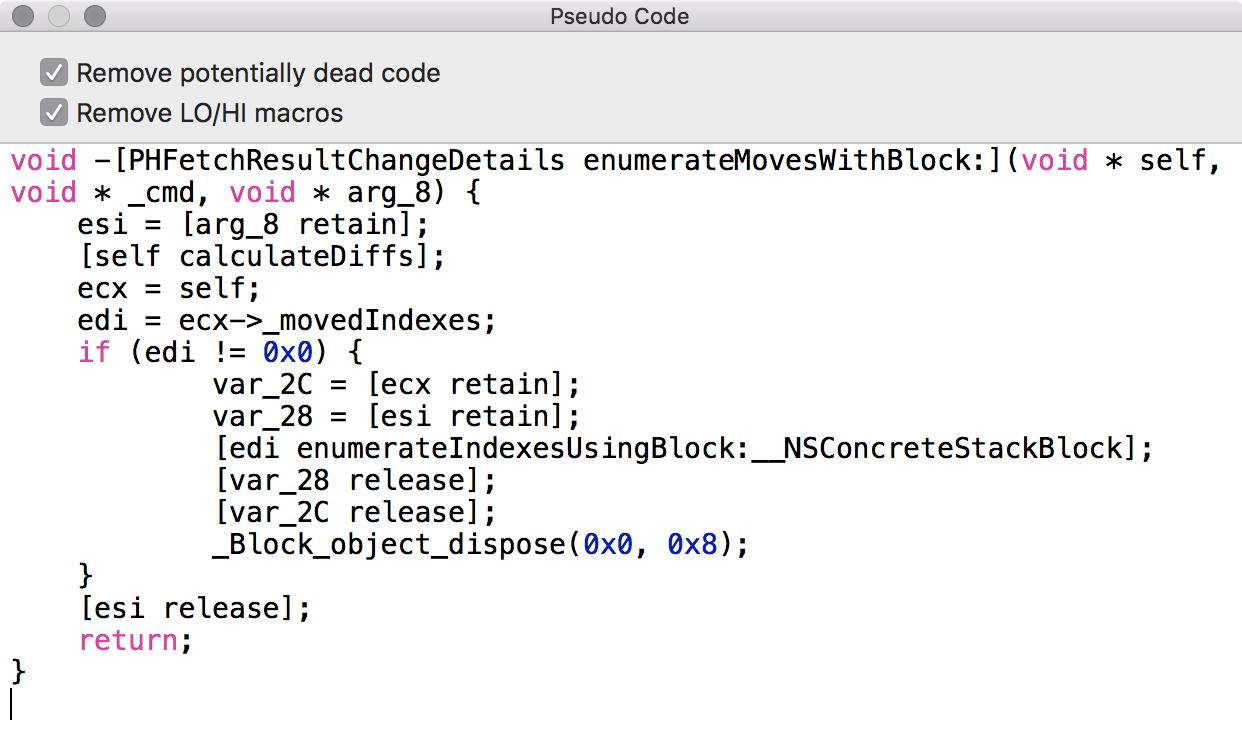 Pseudo Code
Remove potentially dead code
Remove LO/HI macros
void -[PHFetchResultChangeDetails enumerateMovesWithBlock:](void * self,
void * _cmd, void * arg_8) {
    esi = [arg_8 retain];
    [self calculateDiffs];
    ecx = self;
    edi = ecx->_movedIndexes;
    if (edi != 0x0) {
            var_2C = [ecx retain];
            var_28 = [esi retain];
            [edi enumerateIndexesUsingBlock:__NSConcreteStackBlock];
            [var_28 release];
            [var_2C release];
            _Block_object_dispose(0x0, 0x8);
    }
    [esi release];
    return;
}